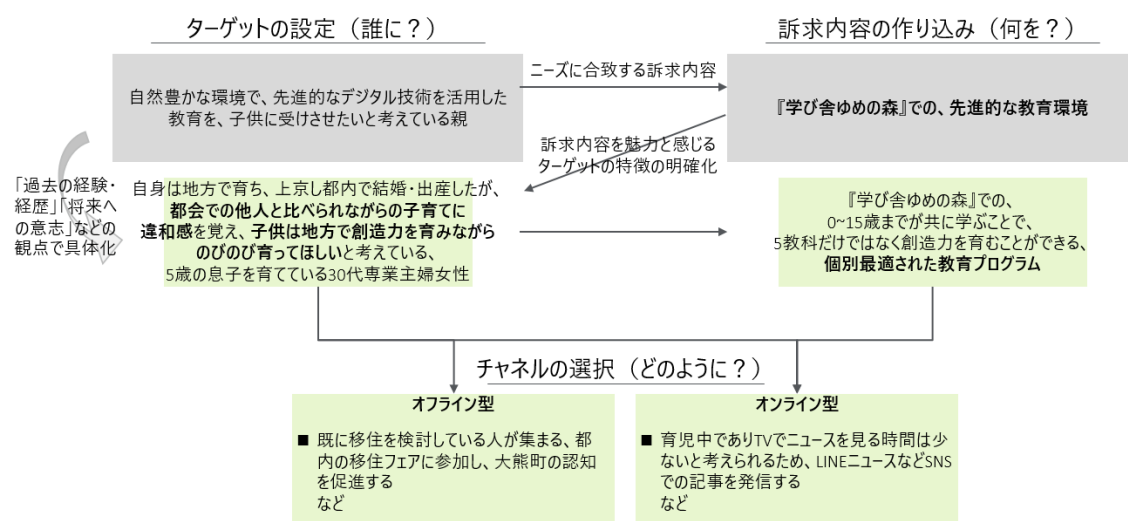 ターゲットの設定（誰に？）
訴求内容の作り込み（何を？）
自然豊かな環境で、先進的なデジタル技術を活用した
教育を、子供に受けさせたいと考えている親
ニーズに合致する訴求内容
『学び舎ゆめの森』での、先進的な教育環境
訴求内容を魅力と感じる
ターゲットの特徴の明確化
「過去の経験・
経歴」「将来へ
の意志」などの
観点で具体化
自身は地方で育ち、上京し都内で結婚・出産したが、
都会での他人と比べられながらの子育てに
違和感を覚え、子供は地方で創造力を育みながら
のびのび育ってほしいと考えている、
5歳の息子を育てている30代専業主婦女性
『学び舎ゆめの森』での、
0~15歳までが共に学ぶことで、
5教科だけではなく創造力を育むことができる、
個別最適された教育プログラム
チャネルの選択（どのように？）
オフライン型
■ 既に移住を検討している人が集まる、都
内の移住フェアに参加し、大熊町の認知
を促進する
など
オンライン型
■ 育児中でありTVでニュースを見る時間は少
ないと考えられるため、LINEニュースなどSNS
での記事を発信する
など